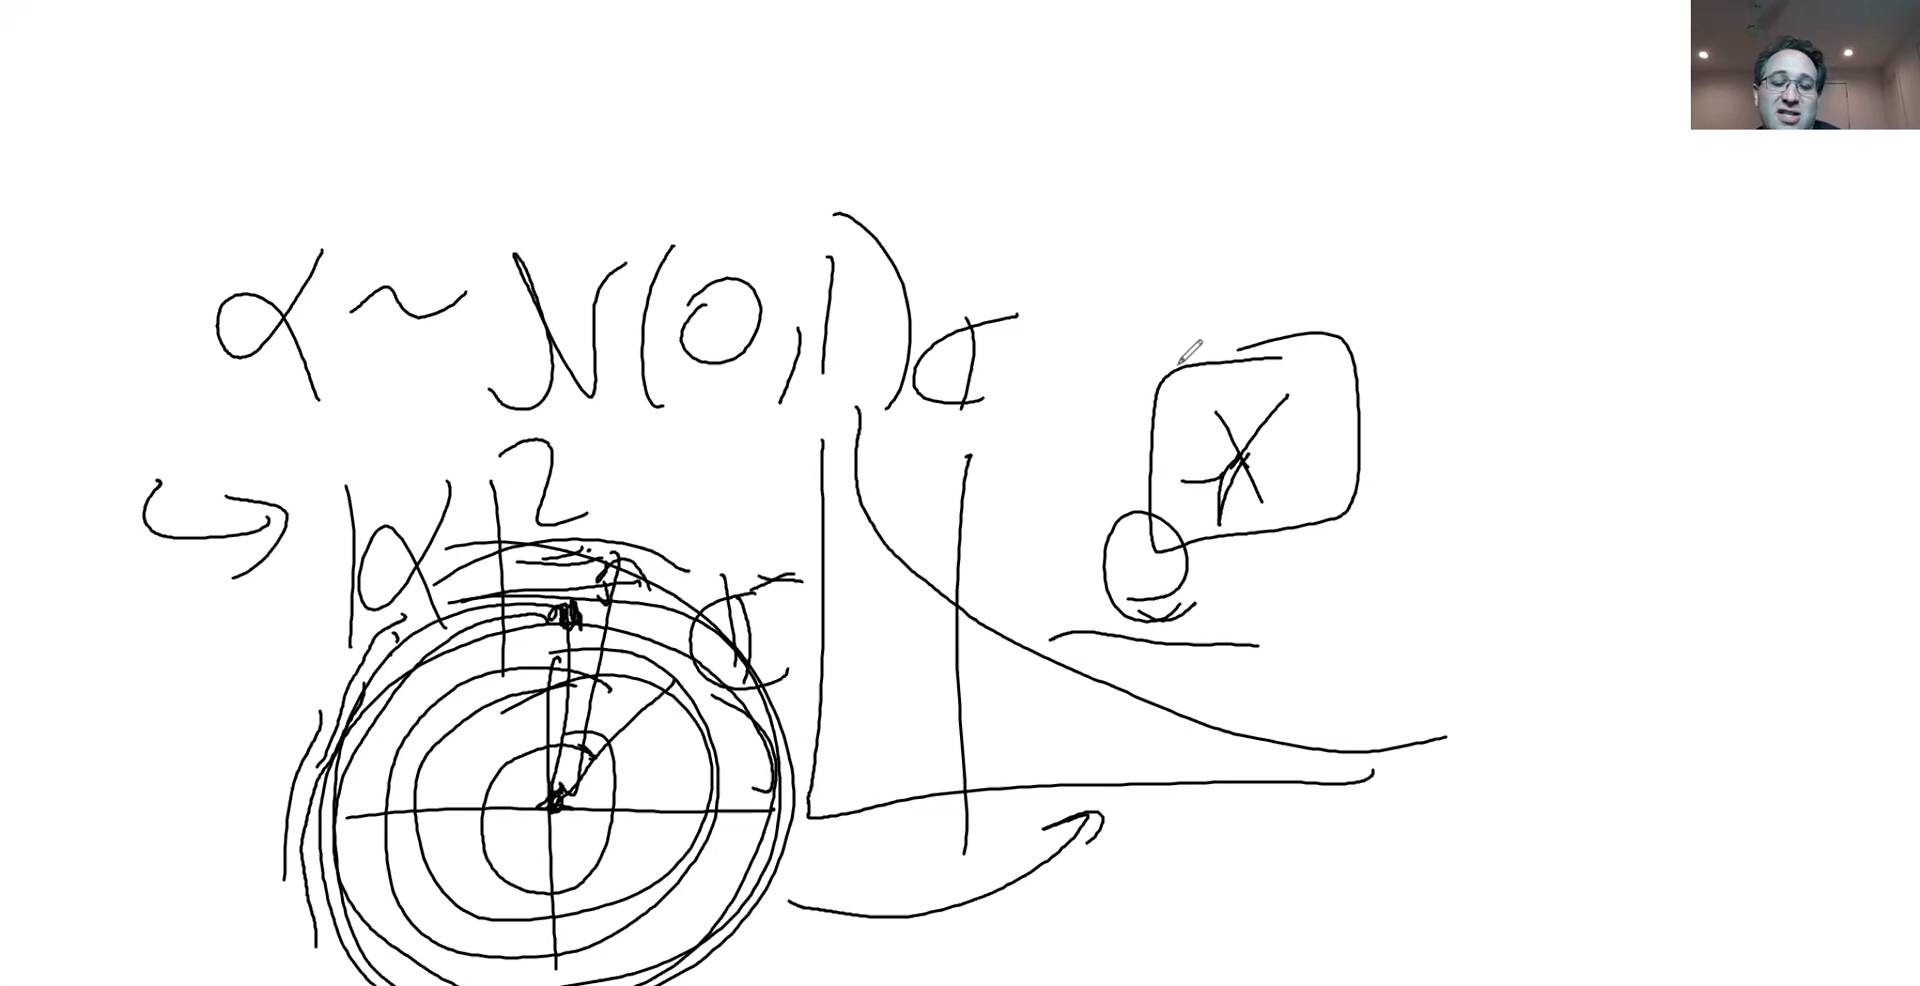 α ~ N(0,1) ℂ
|α|²
ℂ
X